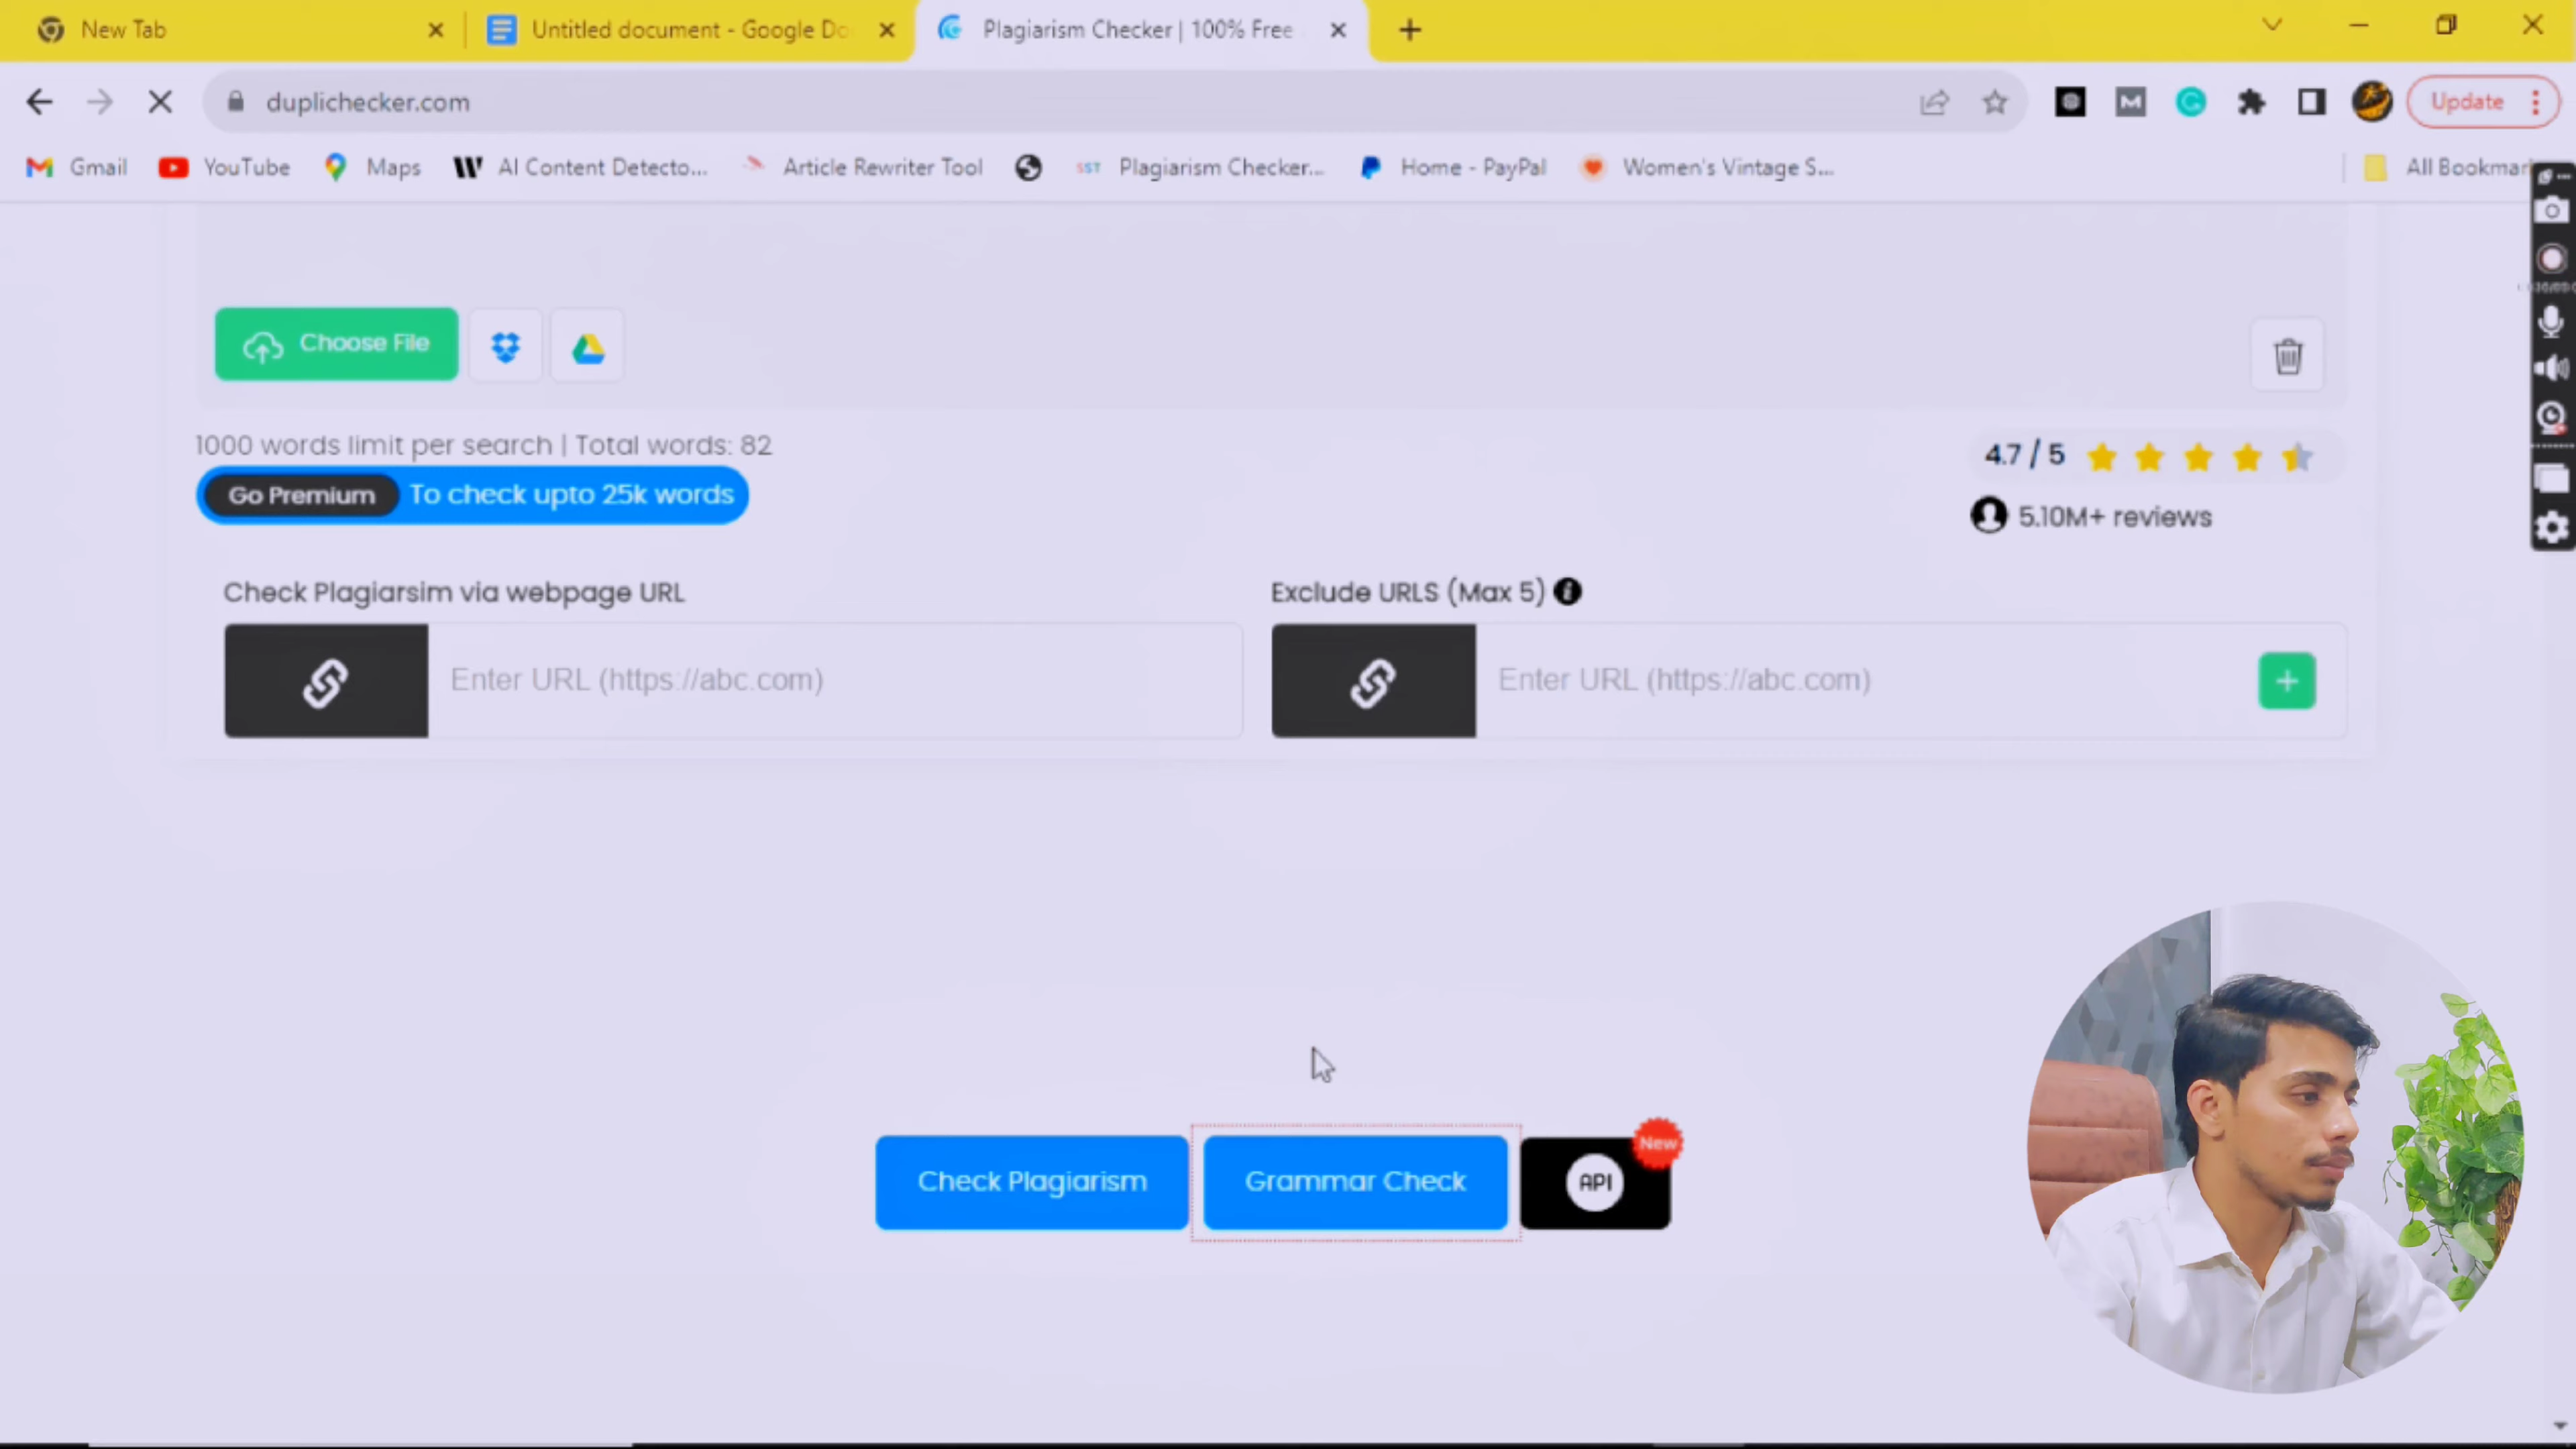 New Tab
Untitled document - Google Do
Plagiarism Checker | 100% Free
duplichecker.com
Update
Gmail
YouTube
Maps
AI Content Detecto...
Article Rewriter Tool
SST
Plagiarism Checker...
Home - PayPal
Women's Vintage S...
All Bookmar
Choose File
1000 words limit per search | Total words: 82
Go Premium To check upto 25k words
4.7 / 5
5.10M+ reviews
Check Plagiarsim via webpage URL
Exclude URLS (Max 5)
Enter URL (https://abc.com)
Enter URL (https://abc.com)
New
Check Plagiarism
Grammar Check
API